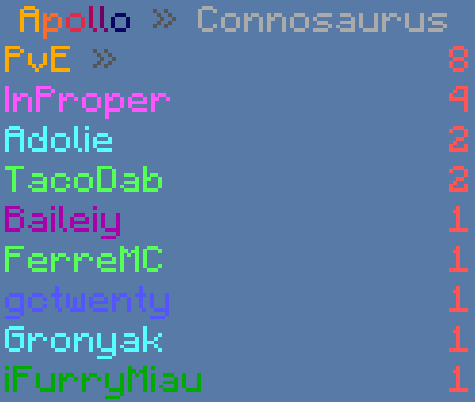 Apollo » Connosaurus
PvE » 8
InProper 4
Adolie 2
TacoDab 2
Baileiy 1
FerreMC 1
gotwenty 1
Gronyak 1
iFurryMiau 1